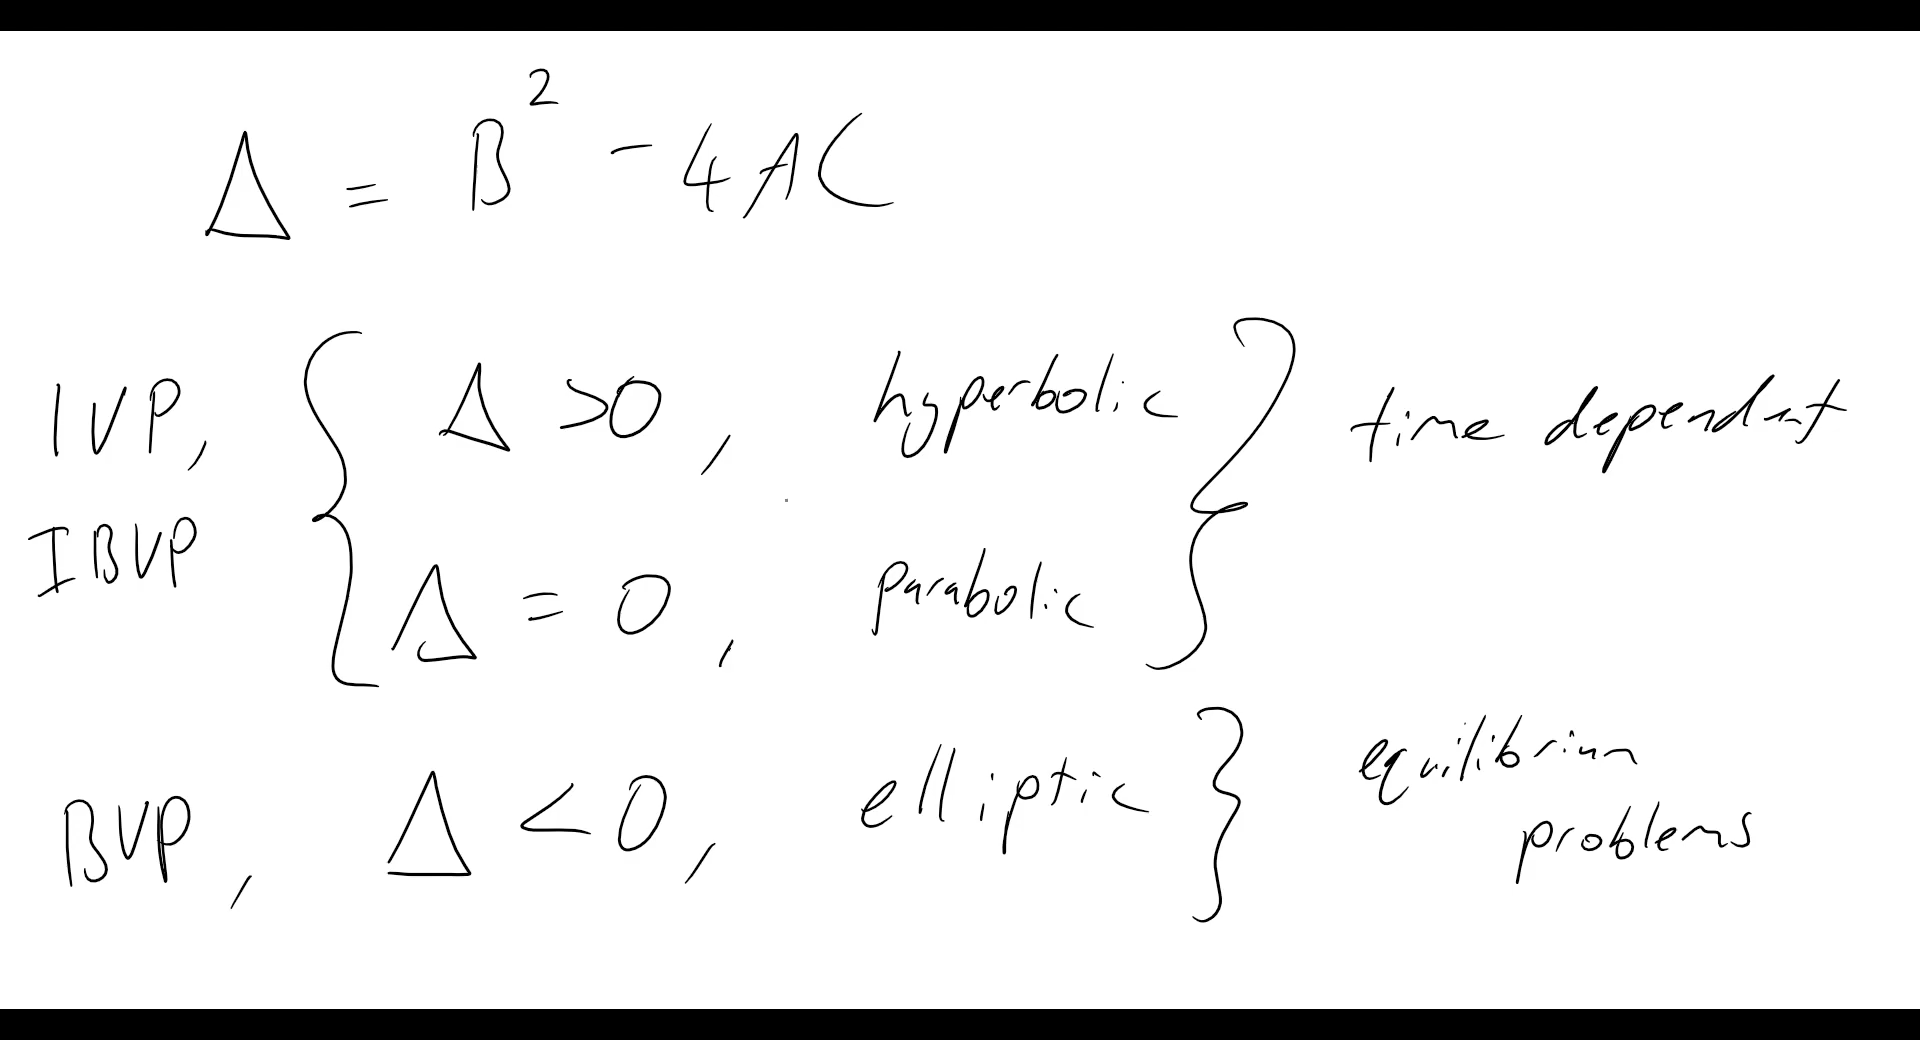 Δ = B² - 4AC
IVP, { Δ > 0, hyperbolic } time dependent
IBVP Δ = 0, parabolic
BVP, Δ < 0, elliptic } equilibrium
problems